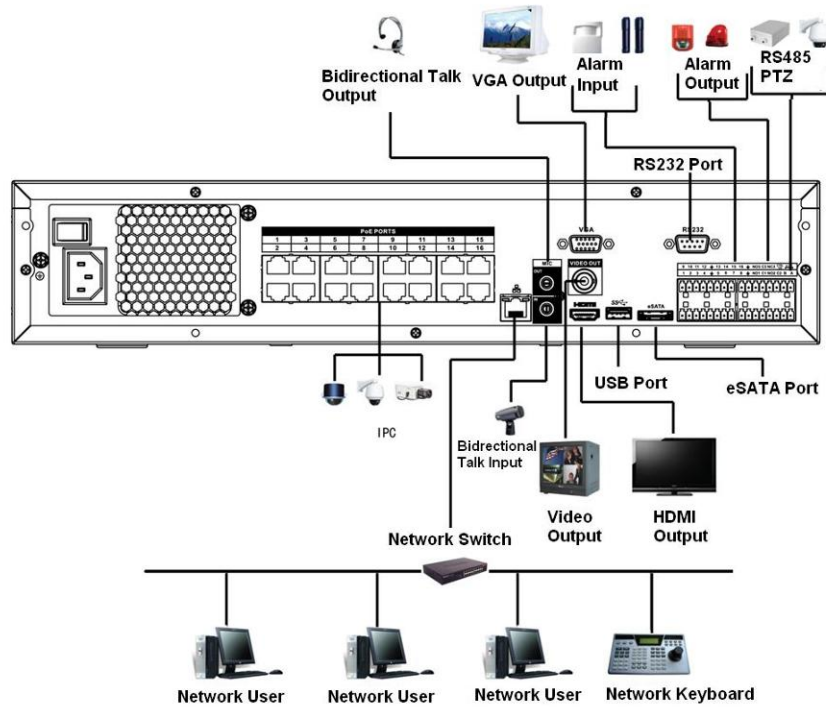 Bidirectional Talk
Output
VGA Output
Alarm
Input
Alarm
Output
RS485
PTZ
RS232 Port
PoE PORTS
1 3 5 7 9 11 13 15
2 4 6 8 10 12 14 16
MIC
OUT
IN
VGA
VIDEO OUT
RS232
HDMI
eSATA
USB Port
eSATA Port
IPC
Bidrectional
Talk Input
Video
Output
HDMI
Output
Network Switch
Network User
Network User
Network User
Network Keyboard